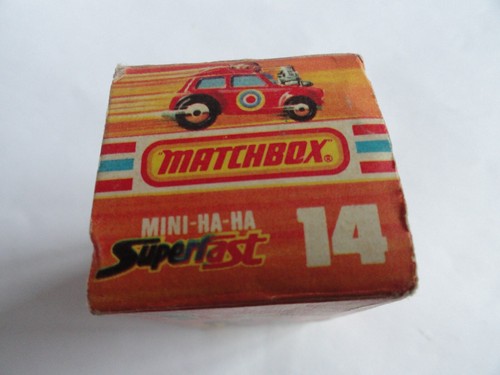 MATCHBOX®
MINI-HA-HA
Superfast
14